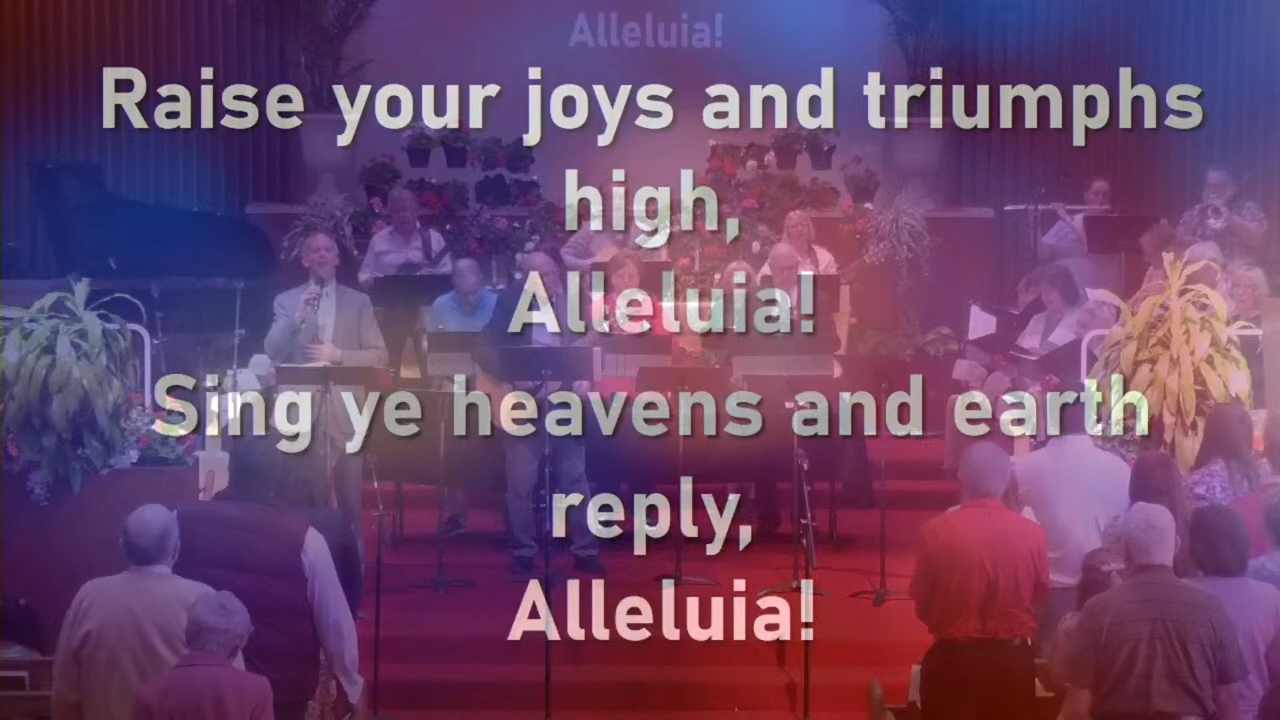 Alleluia!
Raise your joys and triumphs
high,
Alleluia!
Sing ye heavens and earth
reply,
Alleluia!